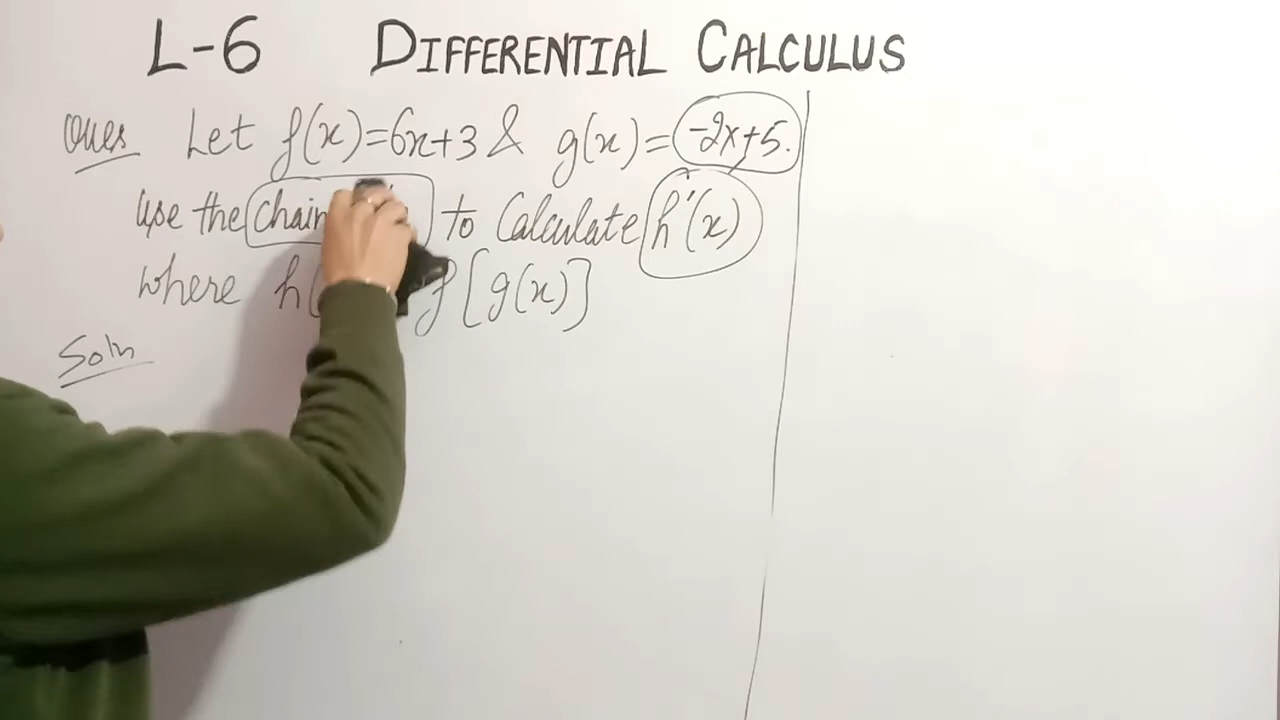 L-6 DIFFERENTIAL CALCULUS
Ques Let f(x)=6x+3 & g(x)=-2x+5.
Use the chain to Calculate h'(x)
where h( f[g(x)]
Soln